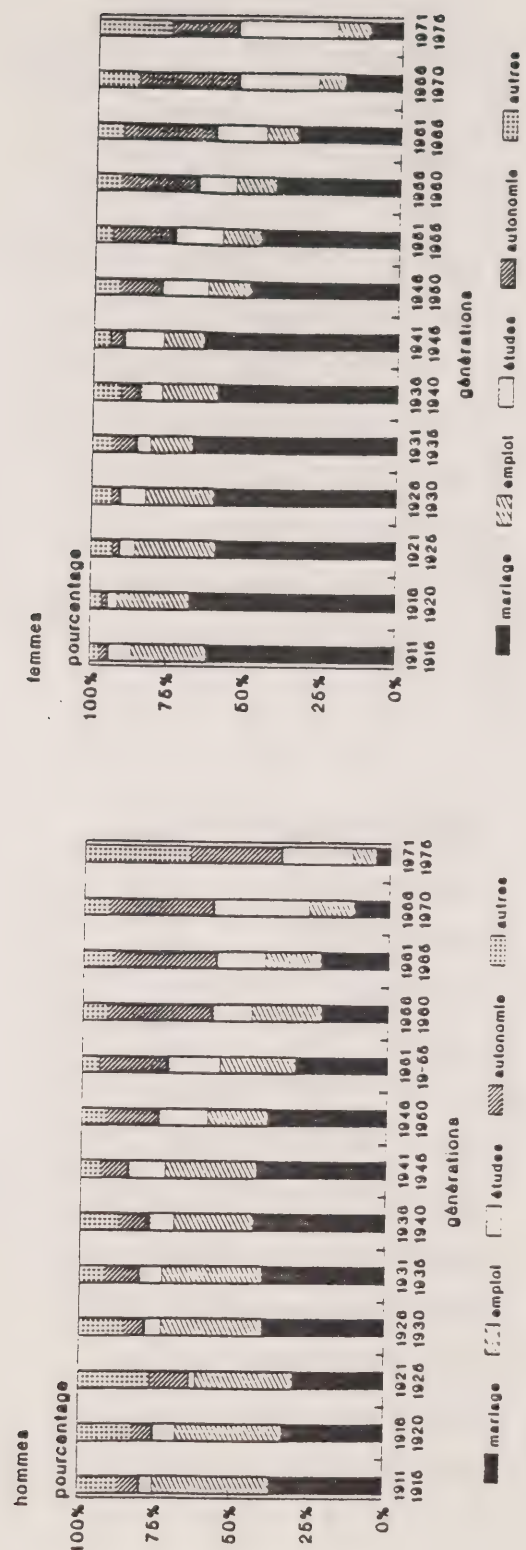 hommes
pourcentage
100%
75%
50%
25%
0%
1911 1916 1921 1926 1931 1936 1941 1946 1951 1956 1961 1966 1971
1915 1920 1925 1930 1935 1940 1945 1950 19-55 1960 1965 1970 1975
générations
mariage emploi études autonomie autres
femmes
pourcentage
100%
75%
50%
25%
0%
1911 1916 1921 1926 1931 1936 1941 1946 1951 1956 1961 1966 1971
1915 1920 1925 1930 1935 1940 1945 1950 1955 1960 1965 1970 1975
générations
mariage emploi études autonomie autres